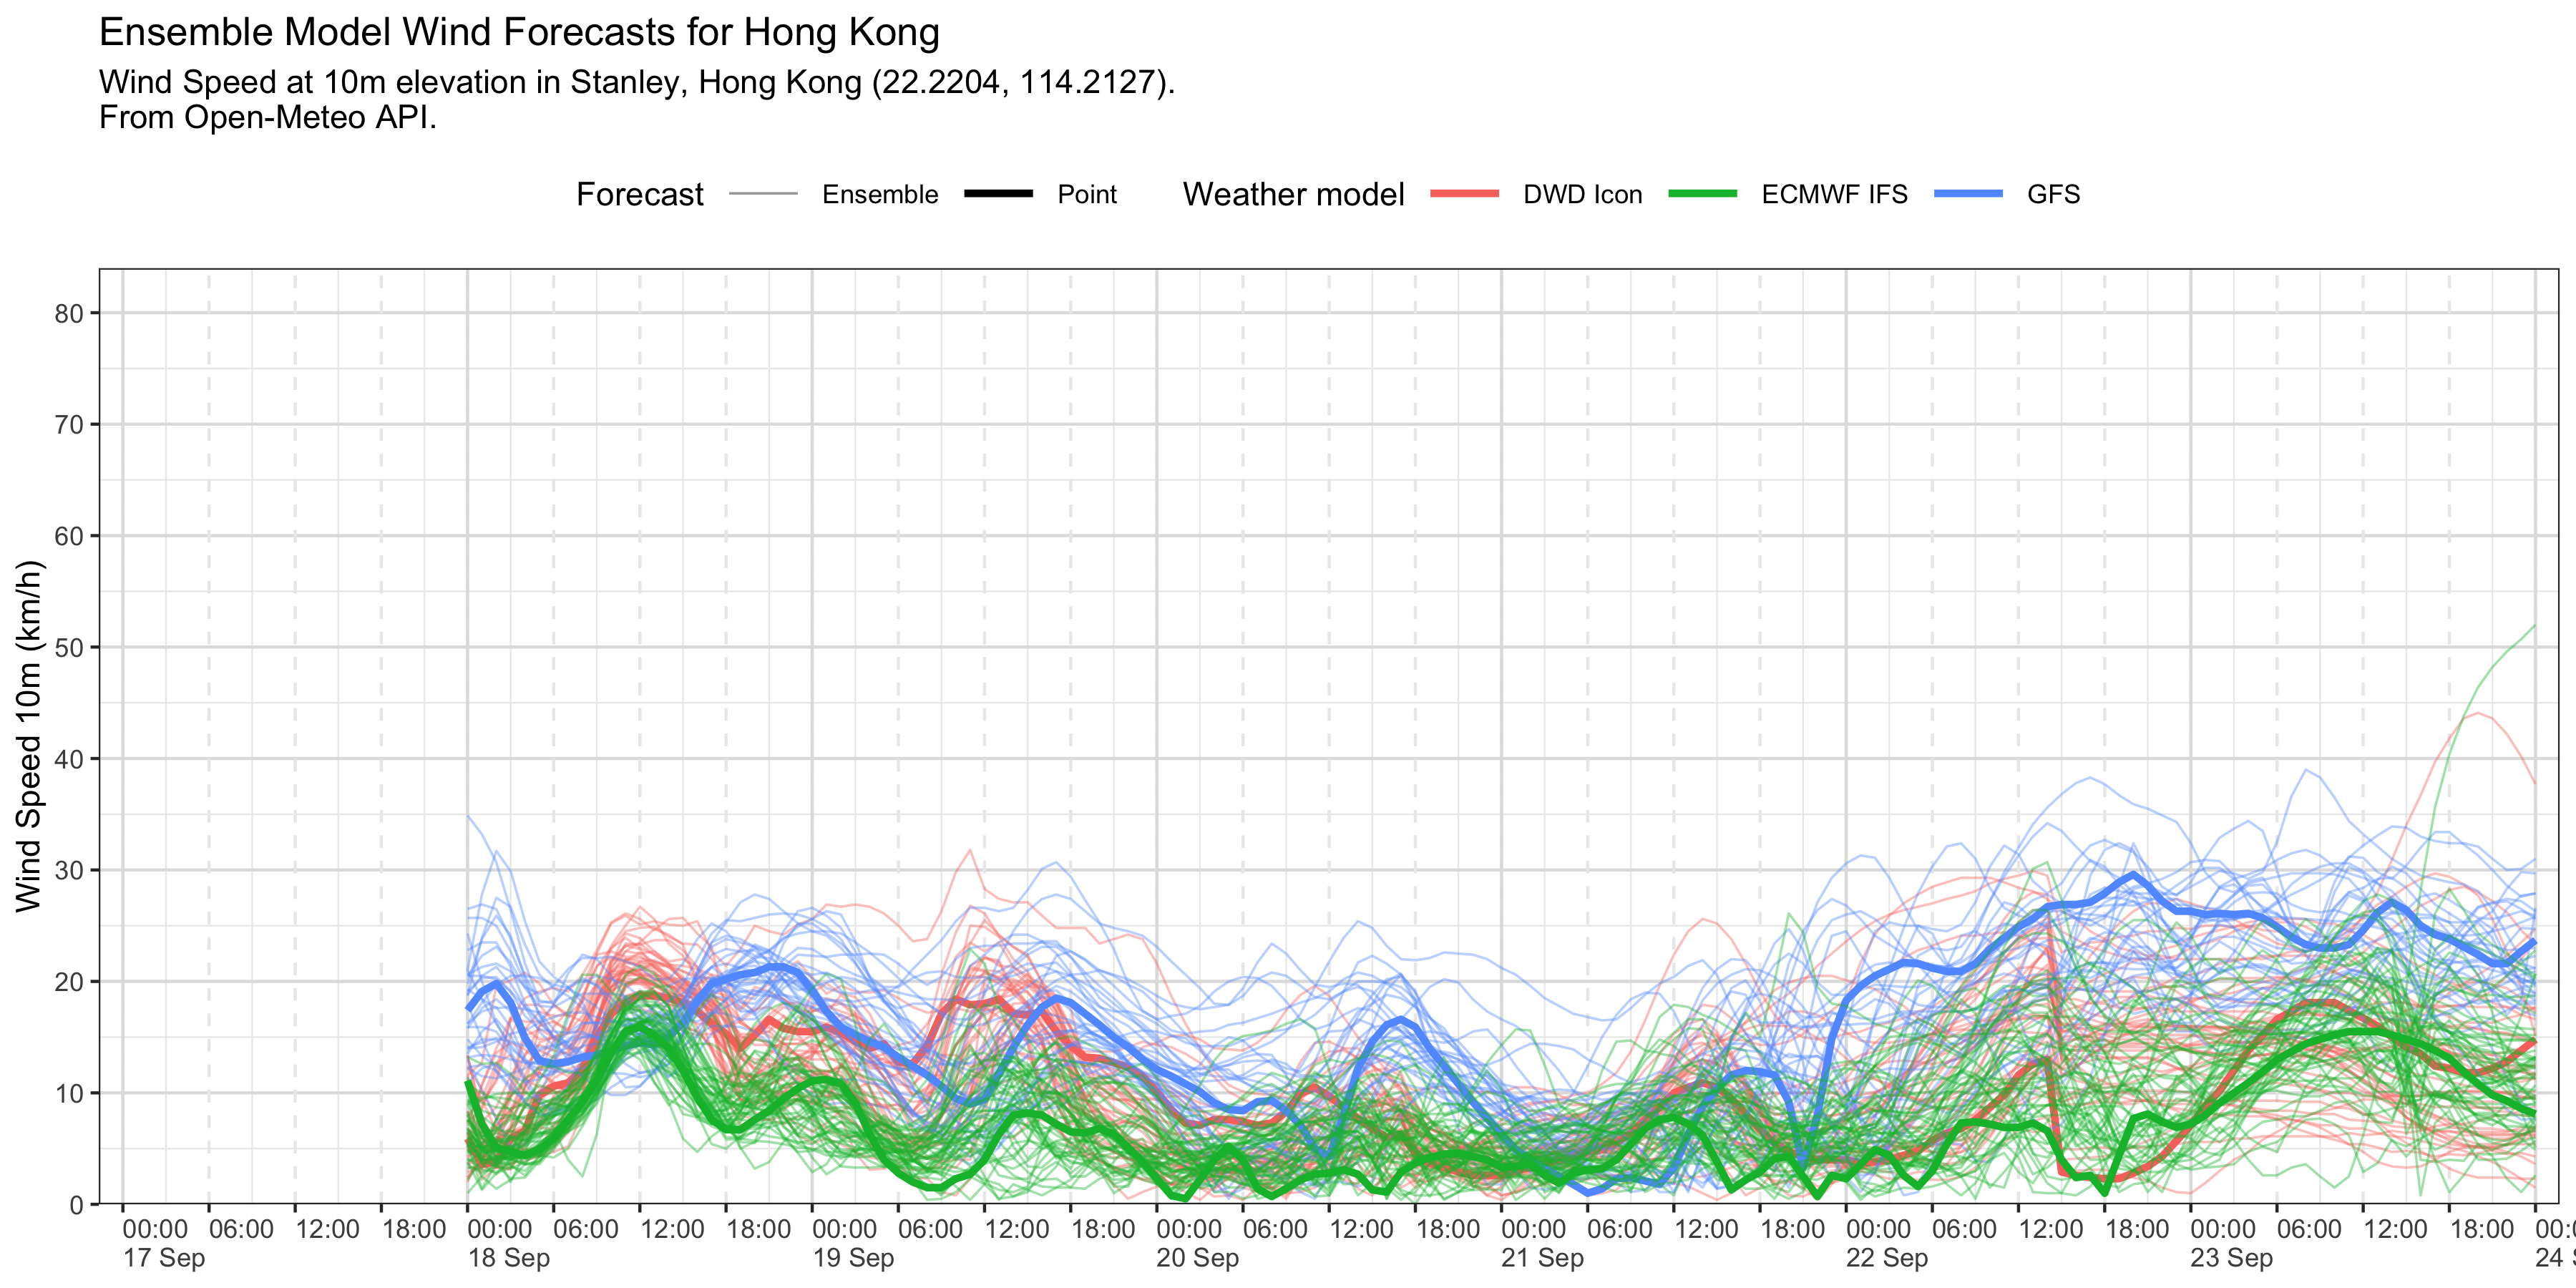 Ensemble Model Wind Forecasts for Hong Kong
Wind Speed at 10m elevation in Stanley, Hong Kong (22.2204, 114.2127).
From Open-Meteo API.
Forecast Ensemble Point Weather model DWD Icon ECMWF IFS GFS
Wind Speed 10m (km/h)
80
70
60
50
40
30
20
10
0
00:00 06:00 12:00 18:00 00:00 06:00 12:00 18:00 00:00 06:00 12:00 18:00 00:00 06:00 12:00 18:00 00:00 06:00 12:00 18:00 00:00 06:00 12:00 18:00 00:00 06:00 12:00 18:00
17 Sep 18 Sep 19 Sep 20 Sep 21 Sep 22 Sep 23 Sep 24